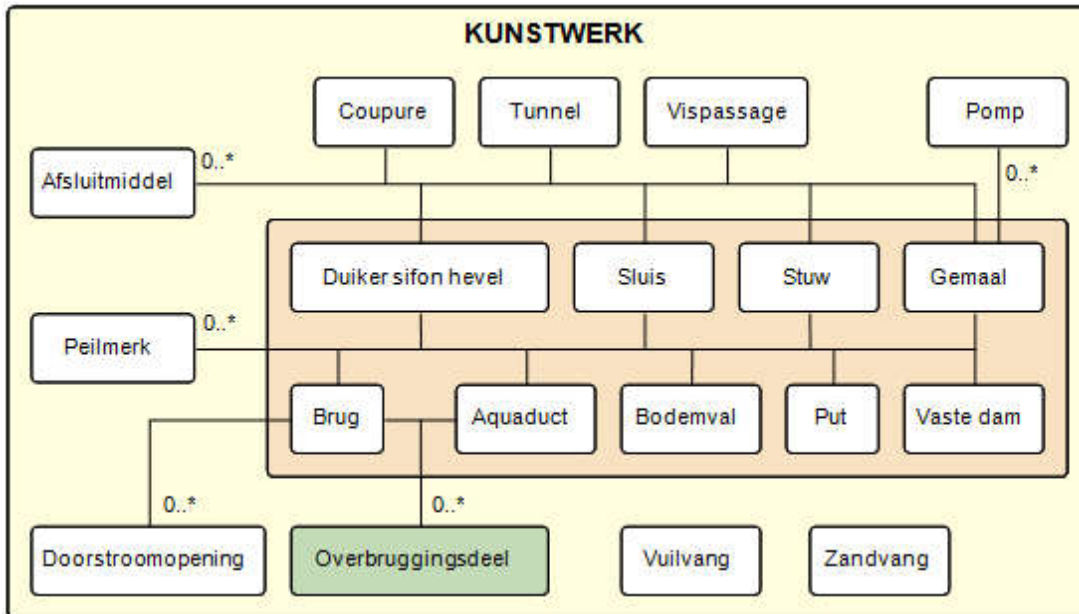 KUNSTWERK
Coupure
Tunnel
Vispassage
Pomp
Afsluitmiddel
0..*
0..*
Duiker sifon hevel
Sluis
Stuw
Gemaal
Peilmerk
0..*
Brug
Aquaduct
Bodemval
Put
Vaste dam
0..*
0..*
Doorstroomopening
Overbruggingsdeel
Vuilvang
Zandvang